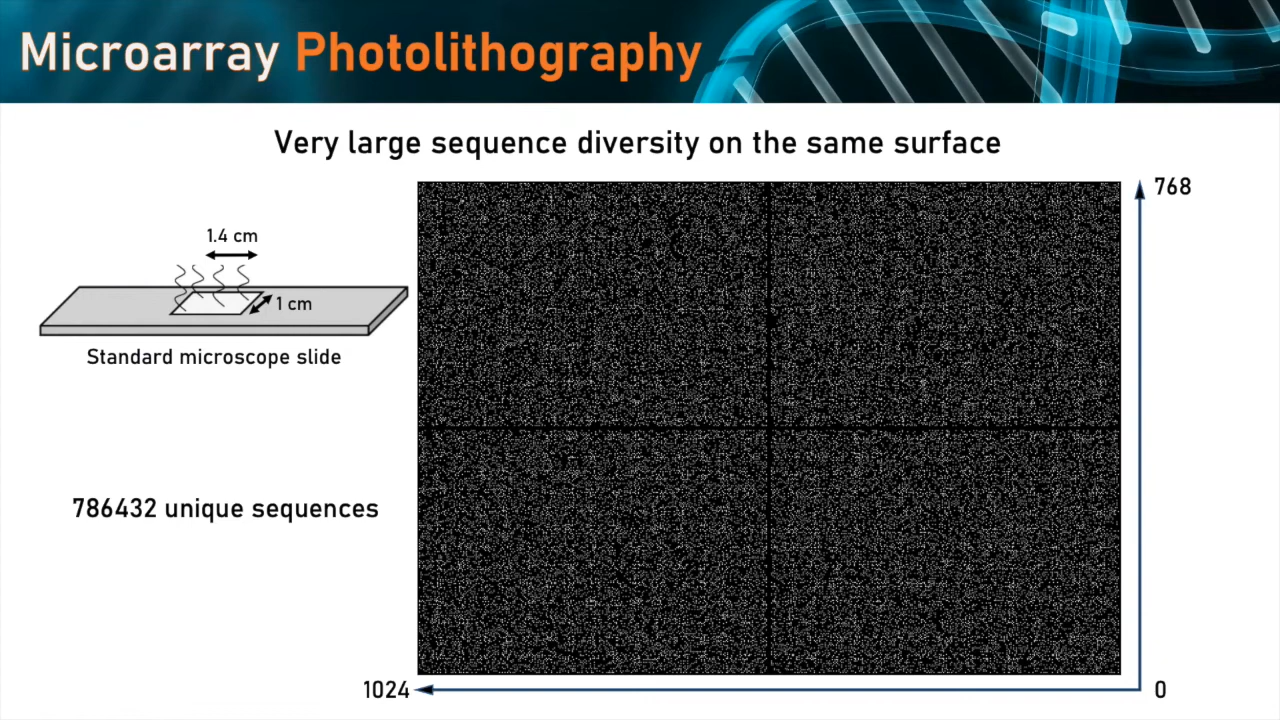 Microarray Photolithography
Very large sequence diversity on the same surface
768
1.4 cm
1 cm
Standard microscope slide
786432 unique sequences
1024
0